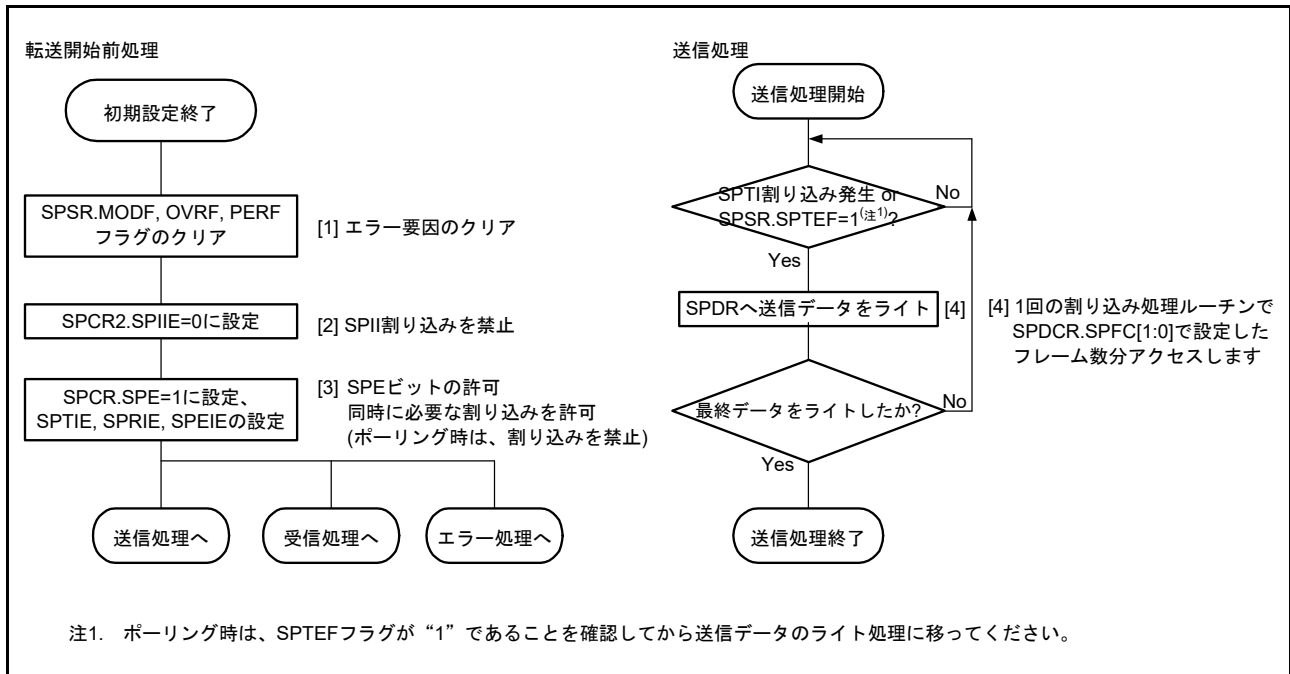 転送開始前処理
初期設定終了
SPSR.MODF, OVRF, PERF
フラグのクリア
[1] エラー要因のクリア
SPCR2.SPIIE=0に設定
[2] SPII割り込みを禁止
SPCR.SPE=1に設定、
SPTIE, SPRIE, SPEIEの設定
[3] SPEビットの許可
同時に必要な割り込みを許可
(ポーリング時は、割り込みを禁止)
送信処理へ
受信処理へ
エラー処理へ
送信処理
送信処理開始
SPTI割り込み発生 or
SPSR.SPTEF=1(注1)?
No
Yes
SPDRへ送信データをライト
[4]
[4] 1回の割り込み処理ルーチンで
SPDCR.SPFC[1:0]で設定した
フレーム数分アクセスします
最終データをライトしたか?
No
Yes
送信処理終了
注1. ポーリング時は、SPTEFフラグが“1”であることを確認してから送信データのライト処理に移ってください。